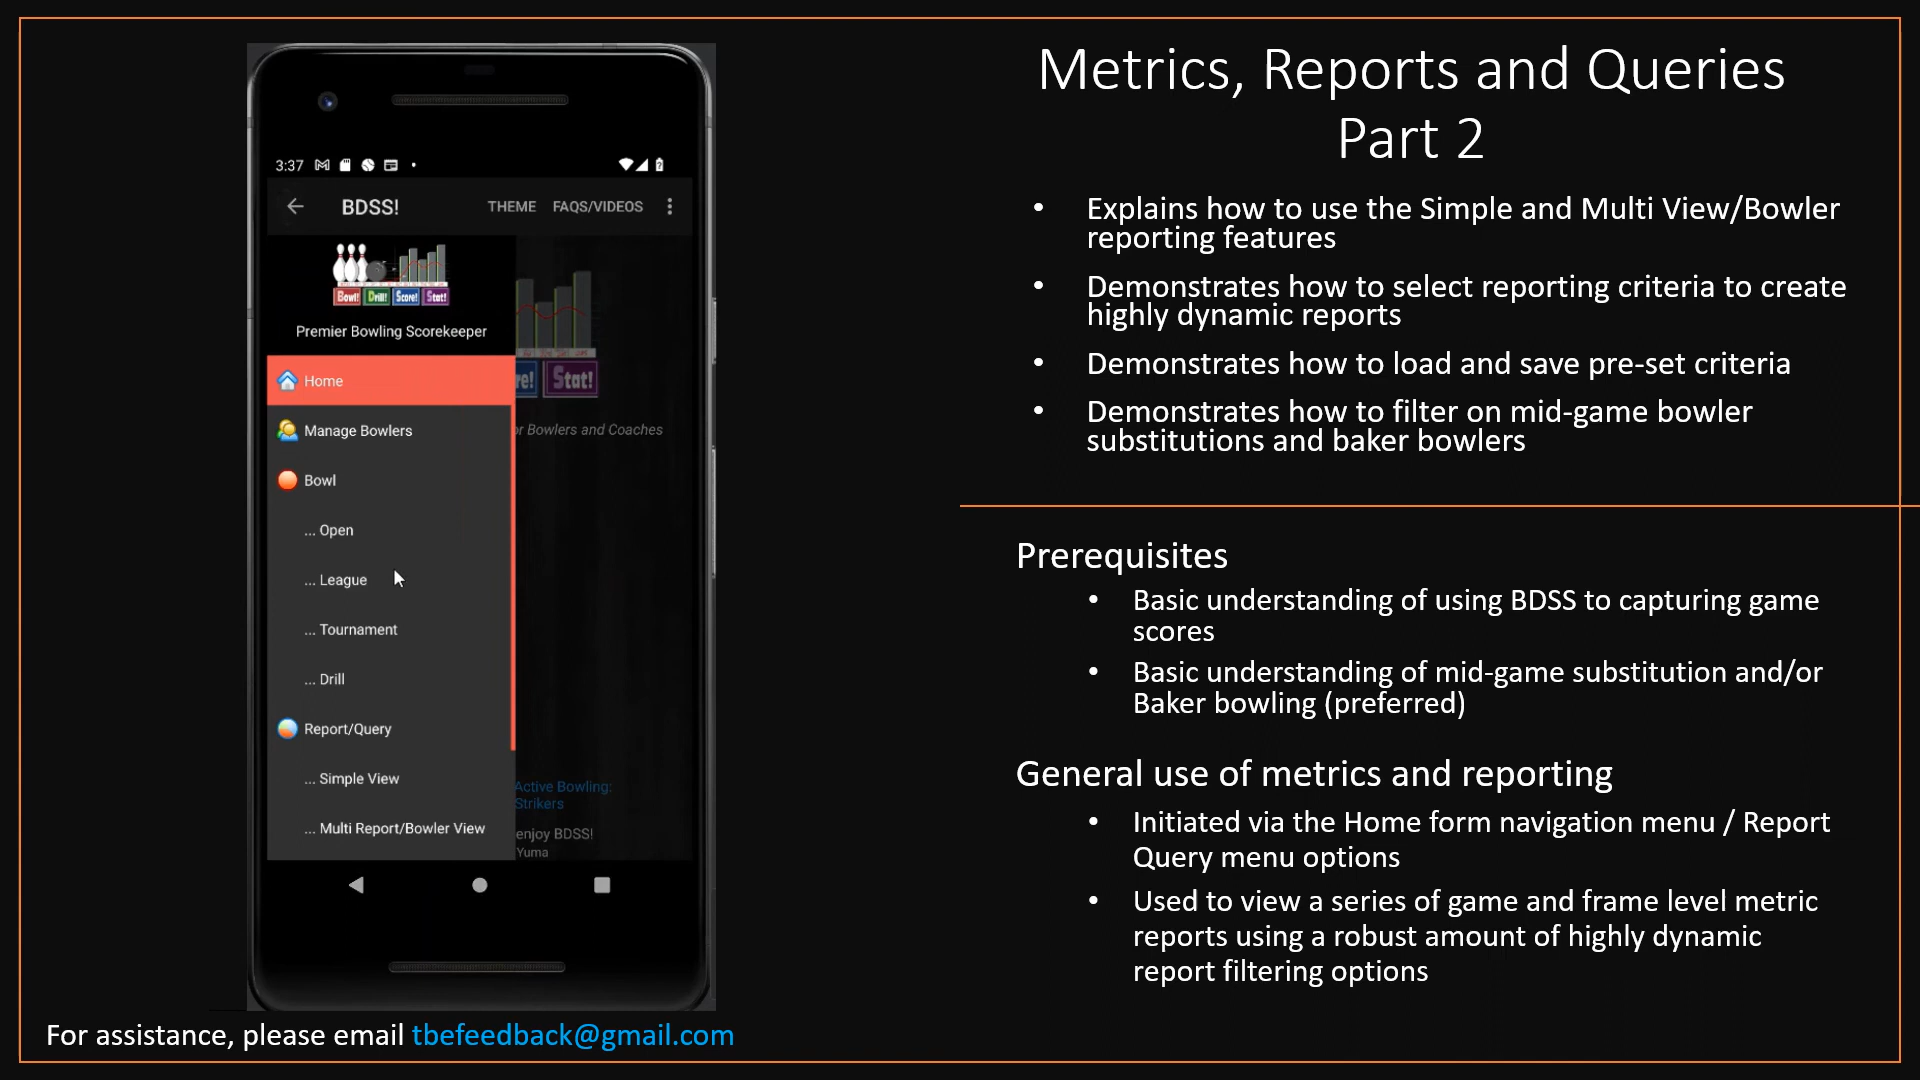 Metrics, Reports and Queries
Part 2
• Explains how to use the Simple and Multi View/Bowler
reporting features
• Demonstrates how to select reporting criteria to create
highly dynamic reports
• Demonstrates how to load and save pre-set criteria
• Demonstrates how to filter on mid-game bowler
substitutions and baker bowlers
Prerequisites
• Basic understanding of using BDSS to capturing game
scores
• Basic understanding of mid-game substitution and/or
Baker bowling (preferred)
General use of metrics and reporting
• Initiated via the Home form navigation menu / Report
Query menu options
• Used to view a series of game and frame level metric
reports using a robust amount of highly dynamic
report filtering options
3:37
BDSS! THEME FAQS/VIDEOS
Bowl! Drill! Score! Stat!
Premier Bowling Scorekeeper
re! Stat!
Home
Manage Bowlers
or Bowlers and Coaches
Bowl
... Open
... League
... Tournament
... Drill
Report/Query
... Simple View
... Multi Report/Bowler View
Active Bowling:
Strikers
enjoy BDSS!
Yuma
For assistance, please email tbefeedback@gmail.com